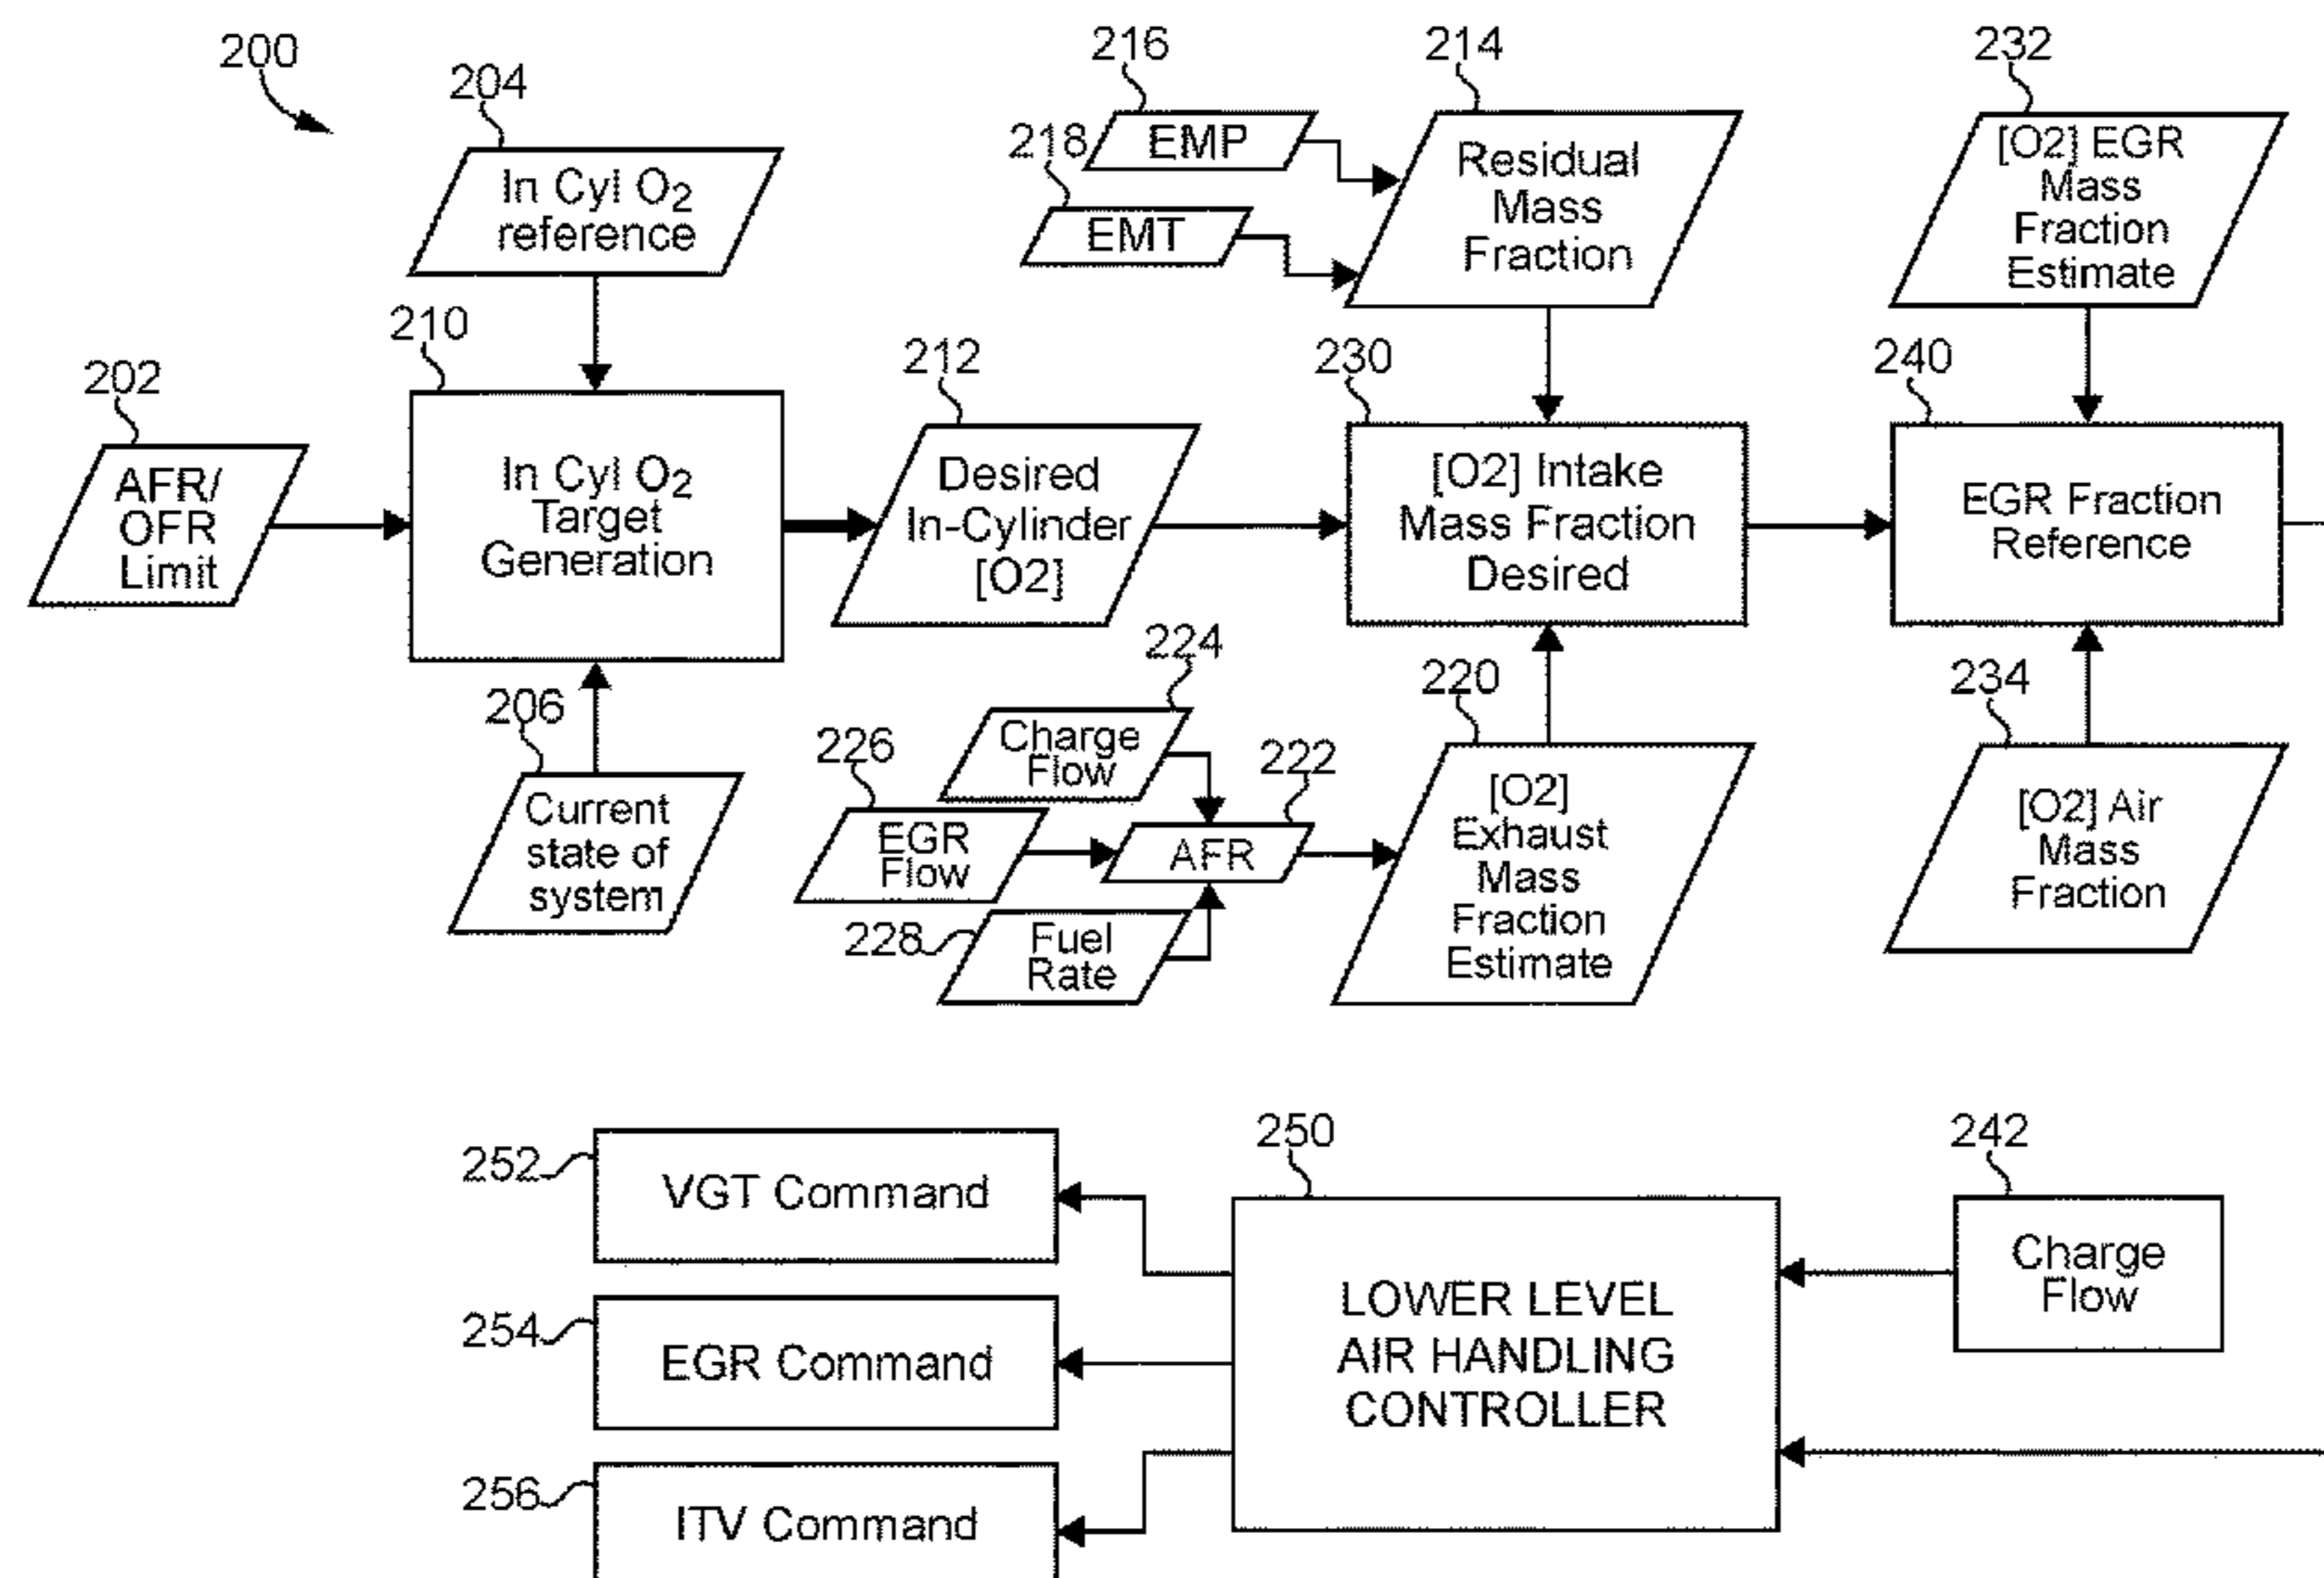 200
204
In Cyl O2
reference
216
EMP
218
EMT
214
Residual
Mass
Fraction
232
[O2] EGR
Mass
Fraction
Estimate
202
AFR/
OFR
Limit
210
In Cyl O2
Target
Generation
212
Desired
In-Cylinder
[O2]
230
[O2] Intake
Mass Fraction
Desired
240
EGR Fraction
Reference
206
Current
state of
system
224
Charge
Flow
226
EGR
Flow
228
Fuel
Rate
222
AFR
220
[O2]
Exhaust
Mass
Fraction
Estimate
234
[O2] Air
Mass
Fraction
252
VGT Command
254
EGR Command
256
ITV Command
250
LOWER LEVEL
AIR HANDLING
CONTROLLER
242
Charge
Flow